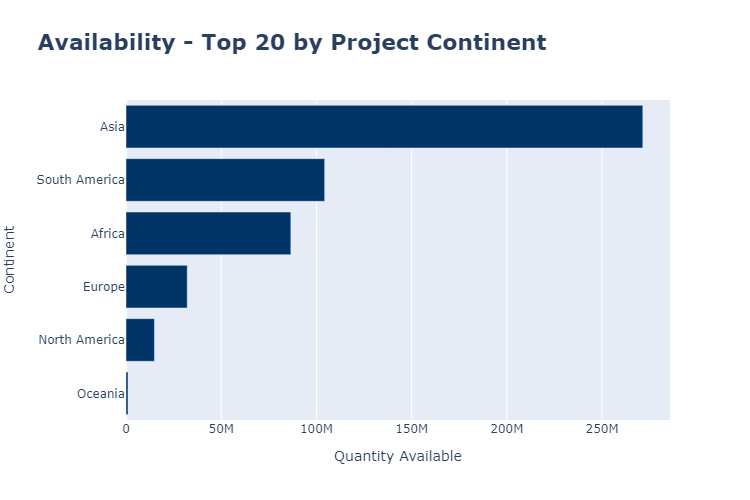 Availability - Top 20 by Project Continent
Asia
South America
Africa
Europe
North America
Oceania
Continent
0 50M 100M 150M 200M 250M
Quantity Available